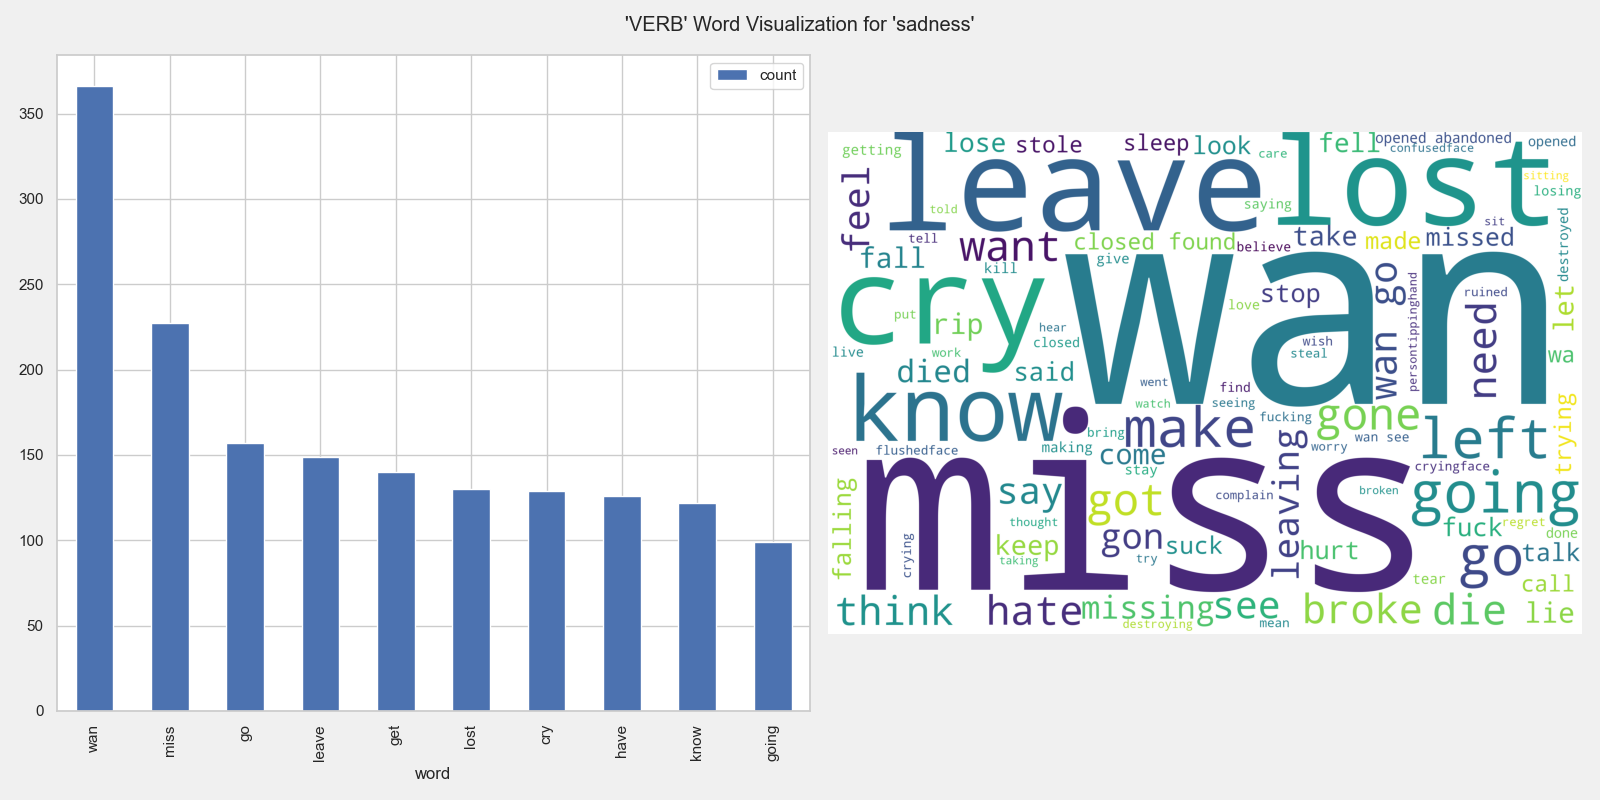 'VERB' Word Visualization for 'sadness'
count
350
300
250
200
150
100
50
0
wan
miss
go
leave
get
lost
cry
have
know
going
word
getting
lose
stole
sleep
look
care
fell
opened abandoned
confusedface
opened
leave
lost
sitting
losing
feel
told
saying
sit
tell
want
closed found
believe
take
made
missed
destroyed
fall
kill
give
wan
wan go
cry
love
stop
persontippinghand
ruined
let
put
rip
hear
closed
wish
steal
need
live
work
wa
died
said
went
find
know
watch
seeing
fucking
gone
make
bring
making
left
trying
seen
flushedface
come
stay
leaving
worry
wan see
cryingface
miss
say
got
complain
broken
going
falling
thought
fuck
regret
done
crying
keep
taking
gon
try
suck
hurt
go
talk
tear
call
think
hate
missing
see
broke
die
lie
destroying
mean